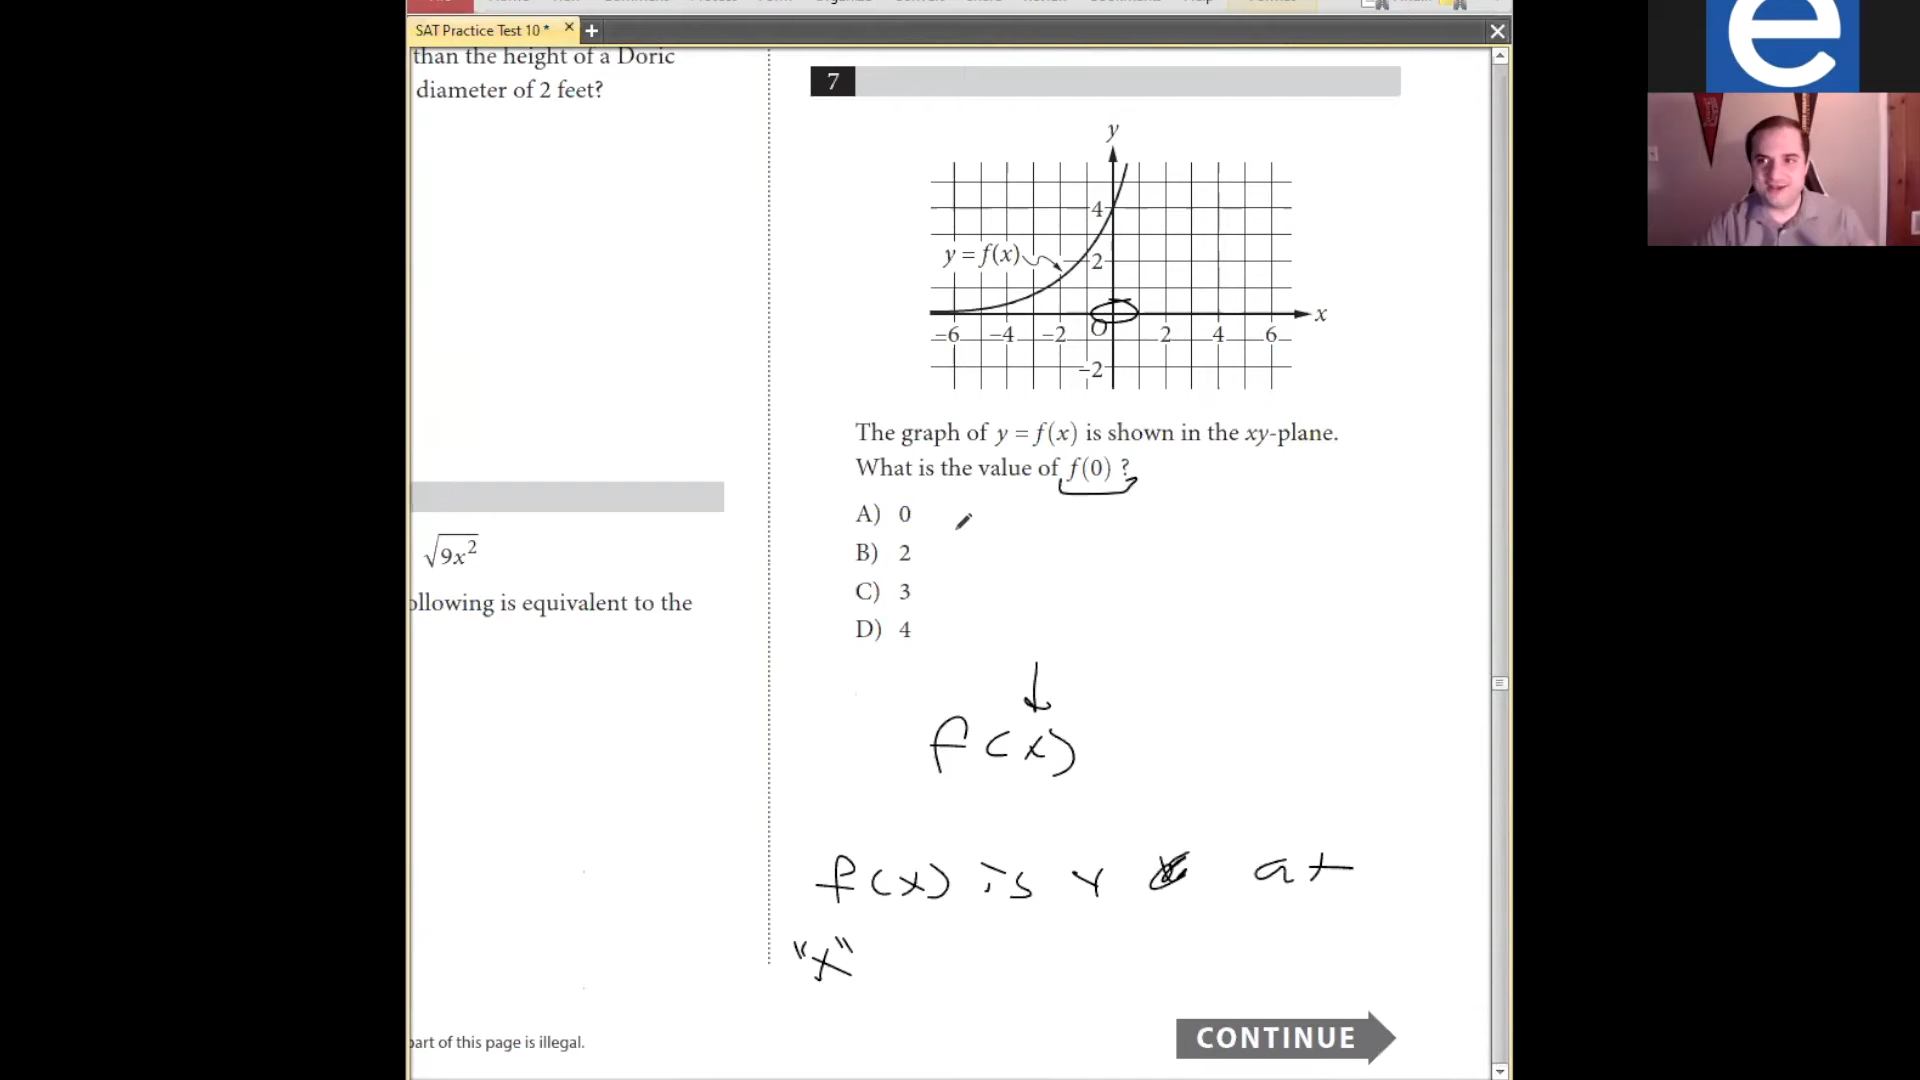 SAT Practice Test 10 *
than the height of a Doric
diameter of 2 feet?
√9x²
ollowing is equivalent to the
part of this page is illegal.
7
y
4
y = f(x)
2
x
−6 −4 −2 O 2 4 6
−2
The graph of y = f(x) is shown in the xy-plane.
What is the value of f(0) ?
A) 0
B) 2
C) 3
D) 4
f(x)
f(x) is y at
"x"
CONTINUE
e